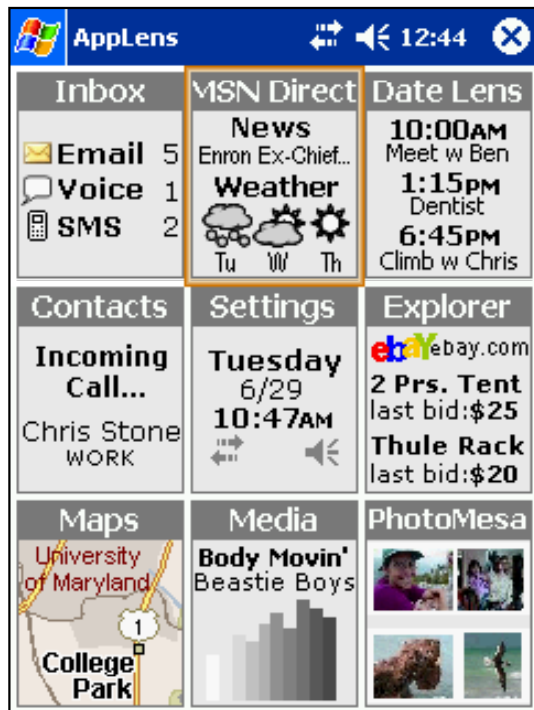 AppLens 12:44
Inbox
Email 5
Voice 1
SMS 2
MSN Direct
News
Enron Ex-Chief...
Weather
Tu W Th
Date Lens
10:00AM
Meet w Ben
1:15PM
Dentist
6:45PM
Climb w Chris
Contacts
Incoming
Call...
Chris Stone
WORK
Settings
Tuesday
6/29
10:47AM
Explorer
ebaY ebay.com
2 Prs. Tent
last bid:$25
Thule Rack
last bid:$20
Maps
University
of Maryland
1
College
Park
Media
Body Movin'
Beastie Boys
PhotoMesa